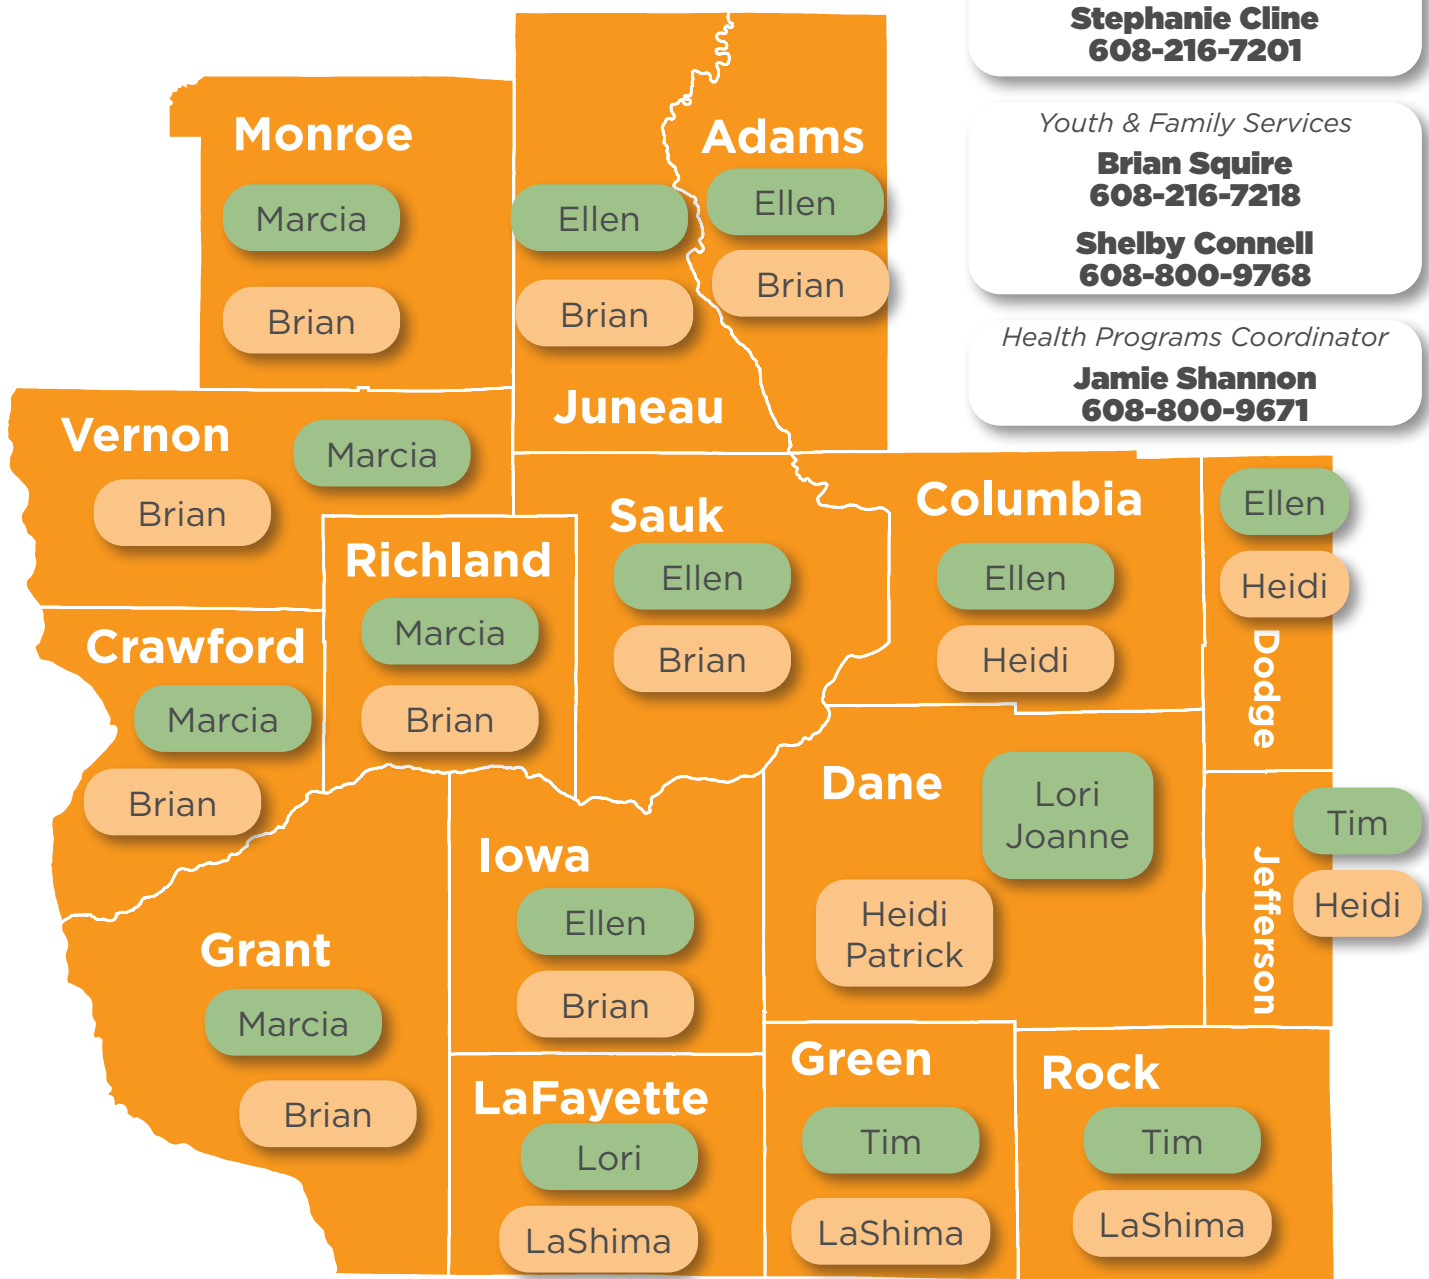 Stephanie Cline
608-216-7201
Youth & Family Services
Brian Squire
608-216-7218
Shelby Connell
608-800-9768
Health Programs Coordinator
Jamie Shannon
608-800-9671
Monroe
Marcia
Brian
Ellen
Brian
Juneau
Adams
Ellen
Brian
Vernon
Marcia
Brian
Richland
Marcia
Brian
Sauk
Ellen
Brian
Columbia
Ellen
Heidi
Ellen
Heidi
Dodge
Crawford
Marcia
Brian
Dane
Lori
Joanne
Heidi
Patrick
Tim
Heidi
Jefferson
Iowa
Ellen
Brian
Grant
Marcia
Brian
LaFayette
Lori
LaShima
Green
Tim
LaShima
Rock
Tim
LaShima